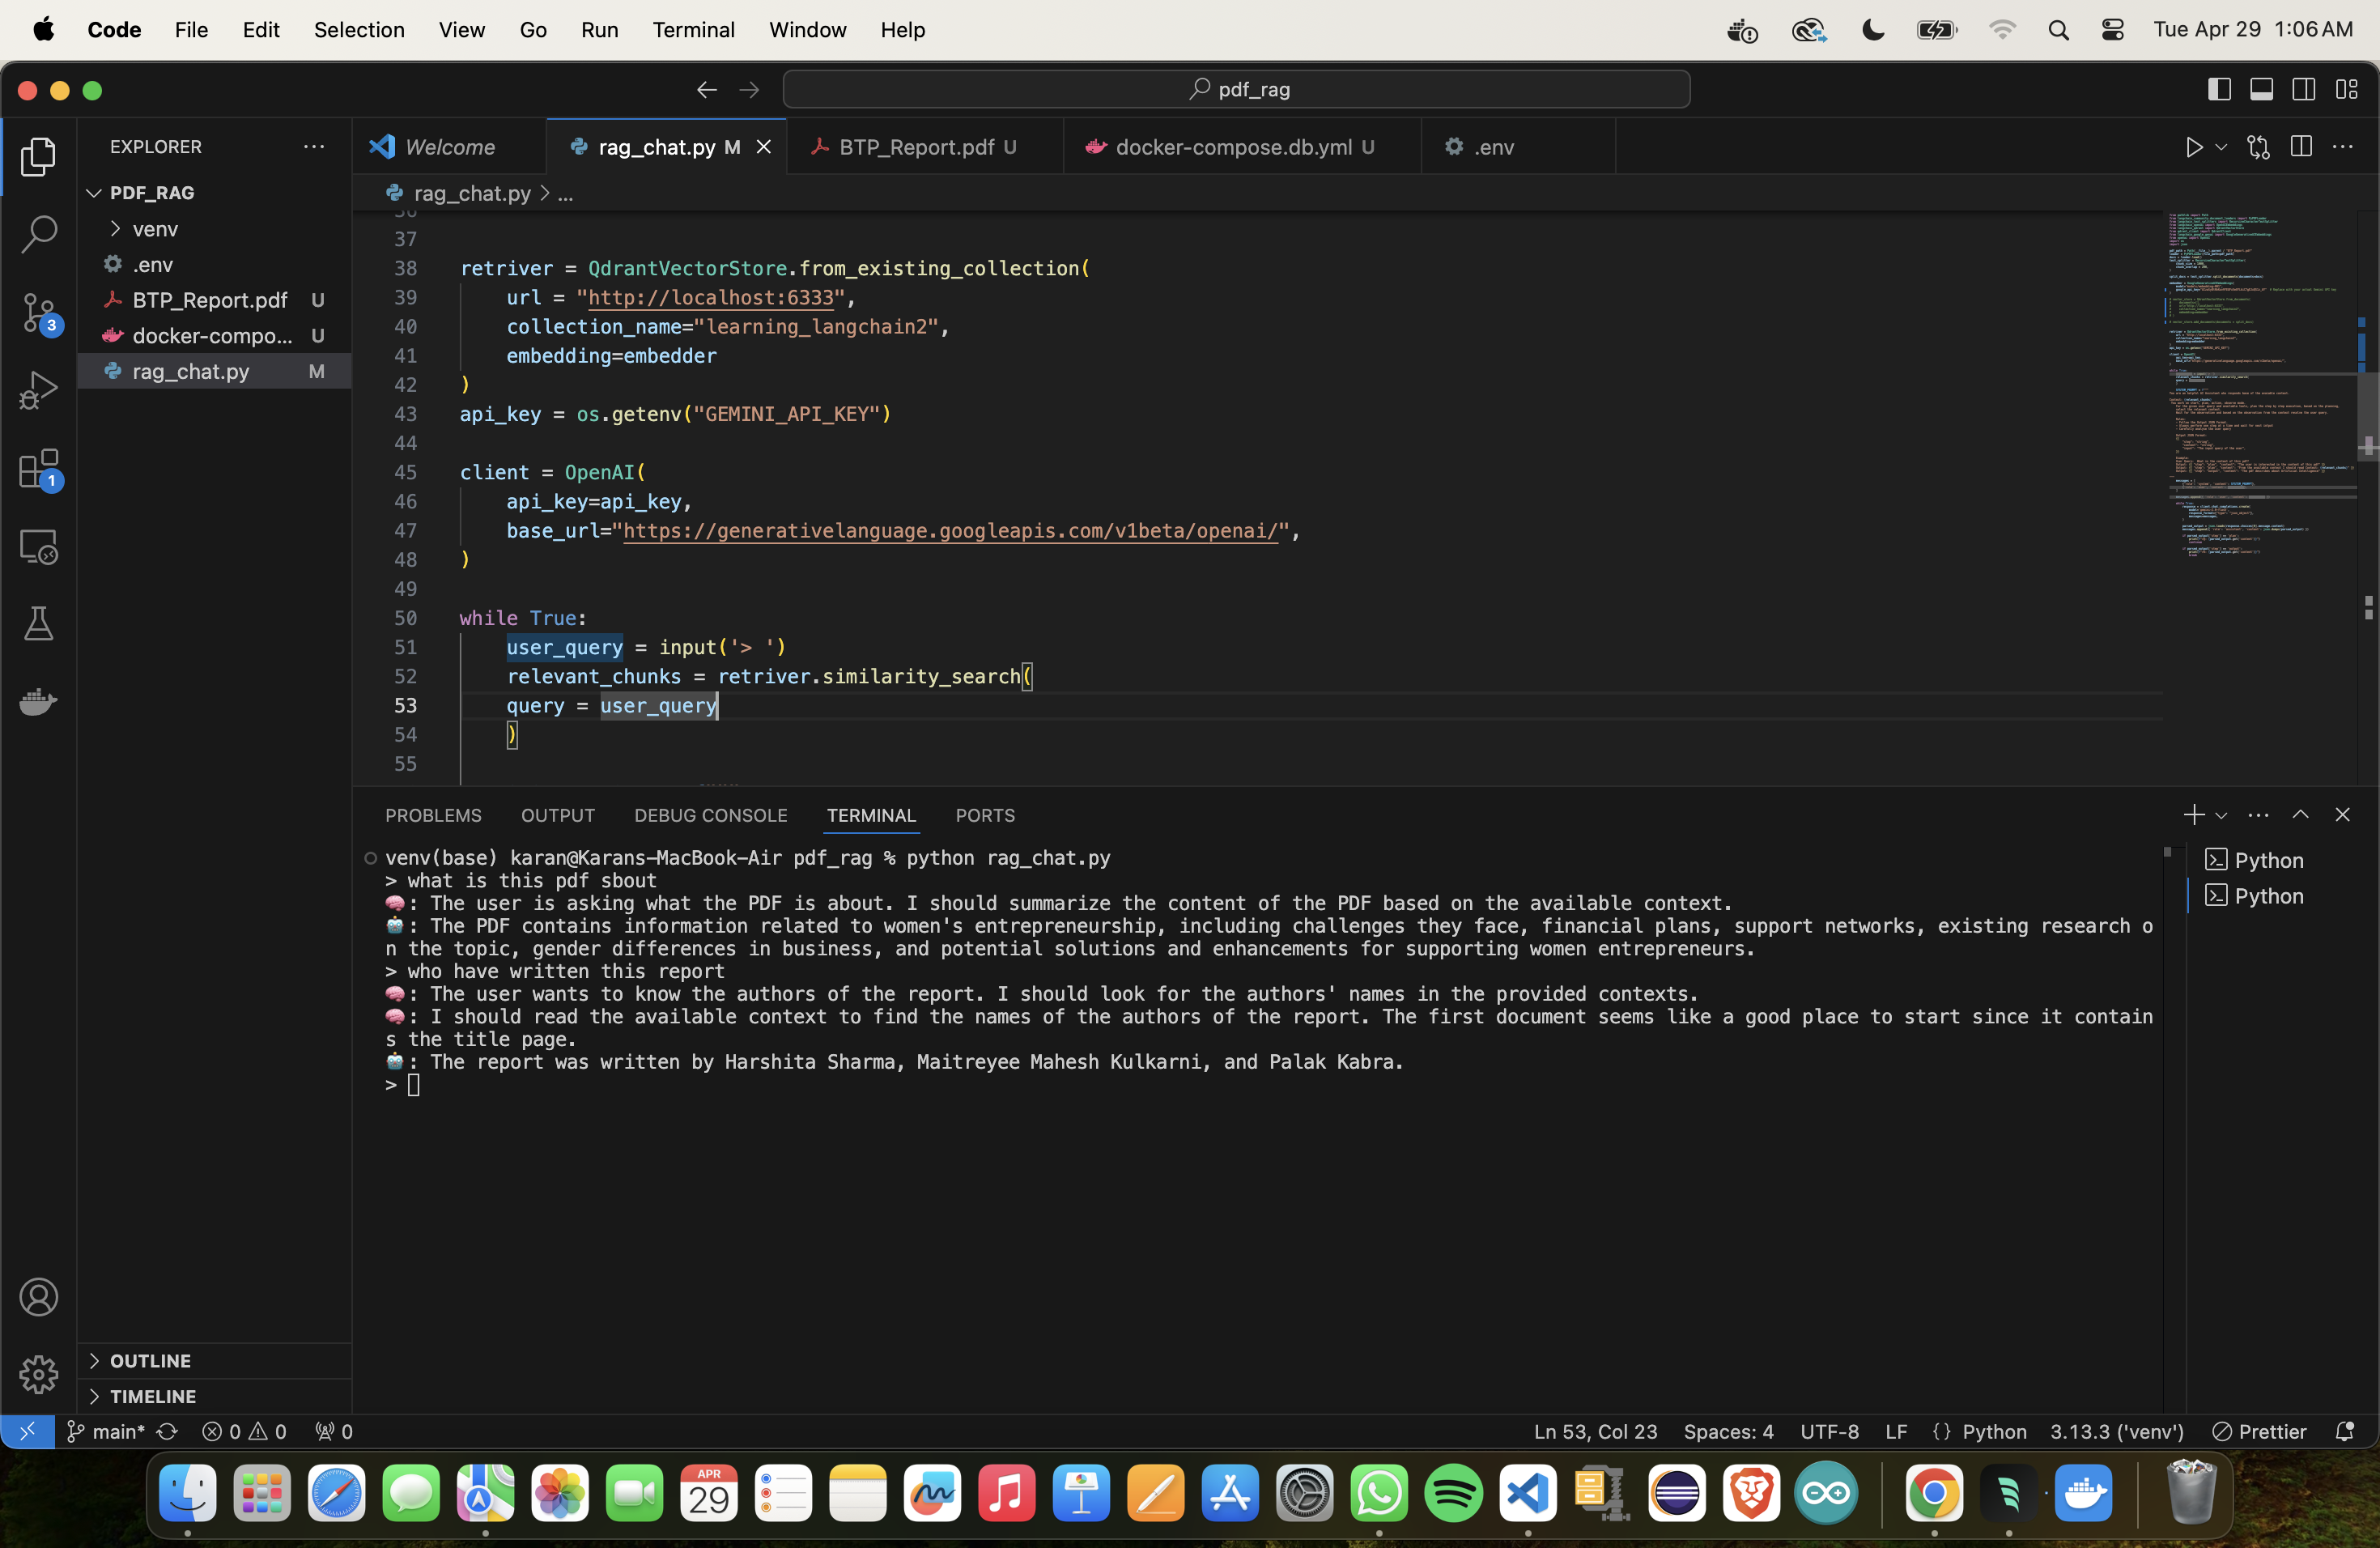 Code File Edit Selection View Go Run Terminal Window Help Tue Apr 29 1:06 AM
pdf_rag
EXPLORER
PDF_RAG
venv
.env
BTP_Report.pdf U
docker-compo... U
rag_chat.py M
OUTLINE
TIMELINE
3
1
Welcome rag_chat.py M BTP_Report.pdf U docker-compose.db.yml U .env
rag_chat.py > ...
36
37
38 retriver = QdrantVectorStore.from_existing_collection(
39 url = "http://localhost:6333",
40 collection_name="learning_langchain2",
41 embedding=embedder
42 )
43 api_key = os.getenv("GEMINI_API_KEY")
44
45 client = OpenAI(
46 api_key=api_key,
47 base_url="https://generativelanguage.googleapis.com/v1beta/openai/",
48 )
49
50 while True:
51 user_query = input('> ')
52 relevant_chunks = retriver.similarity_search(
53 query = user_query
54 )
55
PROBLEMS OUTPUT DEBUG CONSOLE TERMINAL PORTS
venv(base) karan@Karans-MacBook-Air pdf_rag % python rag_chat.py
> what is this pdf sbout
🧠: The user is asking what the PDF is about. I should summarize the content of the PDF based on the available context.
🤖: The PDF contains information related to women's entrepreneurship, including challenges they face, financial plans, support networks, existing research o
n the topic, gender differences in business, and potential solutions and enhancements for supporting women entrepreneurs.
> who have written this report
🧠: The user wants to know the authors of the report. I should look for the authors' names in the provided contexts.
🧠: I should read the available context to find the names of the authors of the report. The first document seems like a good place to start since it contain
s the title page.
🤖: The report was written by Harshita Sharma, Maitreyee Mahesh Kulkarni, and Palak Kabra.
>
Python
Python
main* 0 0 0 Ln 53, Col 23 Spaces: 4 UTF-8 LF {} Python 3.13.3 ('venv') Prettier
APR
29